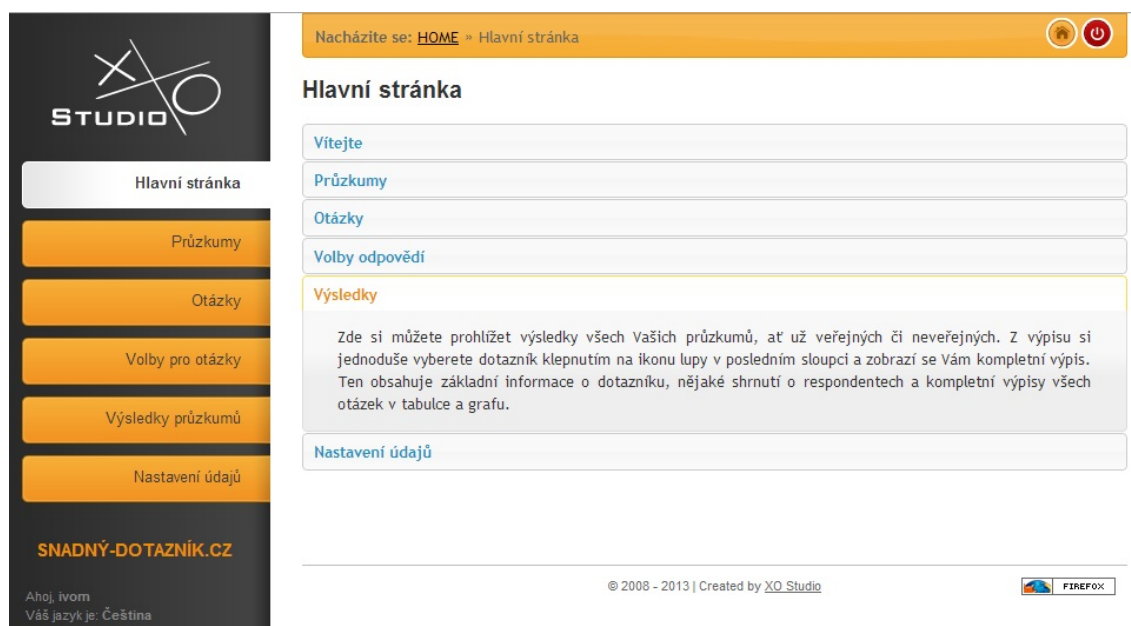 STUDIO
Hlavní stránka
Průzkumy
Otázky
Volby pro otázky
Výsledky průzkumů
Nastavení údajů
SNADNÝ-DOTAZNÍK.CZ
Ahoj, ivom
Váš jazyk je: Čeština
Nacházíte se: HOME » Hlavní stránka
Hlavní stránka
Vítejte
Průzkumy
Otázky
Volby odpovědí
Výsledky
Zde si můžete prohlížet výsledky všech Vašich průzkumů, ať už veřejných či neveřejných. Z výpisu si
jednoduše vyberete dotazník klepnutím na ikonu lupy v posledním sloupci a zobrazí se Vám kompletní výpis.
Ten obsahuje základní informace o dotazníku, nějaké shrnutí o respondentech a kompletní výpisy všech
otázek v tabulce a grafu.
Nastavení údajů
© 2008 - 2013 | Created by XO Studio
FIREFOX